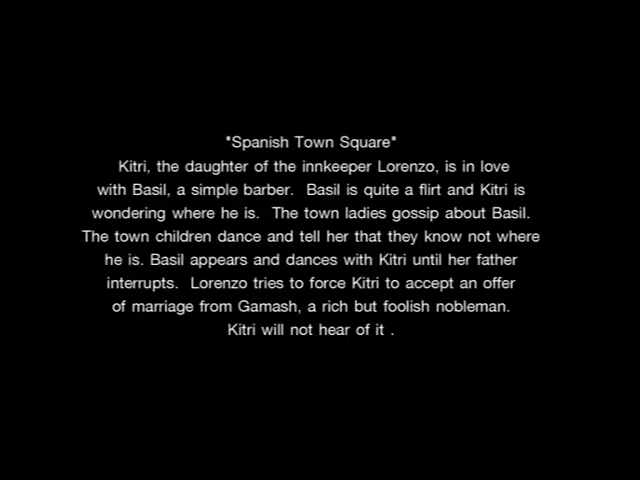 "Spanish Town Square"
Kitri, the daughter of the innkeeper Lorenzo, is in love
with Basil, a simple barber. Basil is quite a flirt and Kitri is
wondering where he is. The town ladies gossip about Basil.
The town children dance and tell her that they know not where
he is. Basil appears and dances with Kitri until her father
interrupts. Lorenzo tries to force Kitri to accept an offer
of marriage from Gamash, a rich but foolish nobleman.
Kitri will not hear of it .